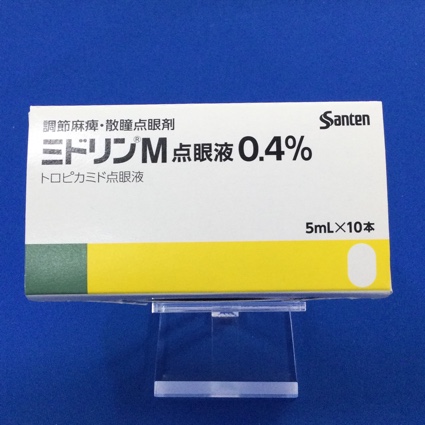 Santen
調節麻痺・散瞳点眼剤
ミドリン®M点眼液0.4%
トロピカミド点眼液
5mL×10本